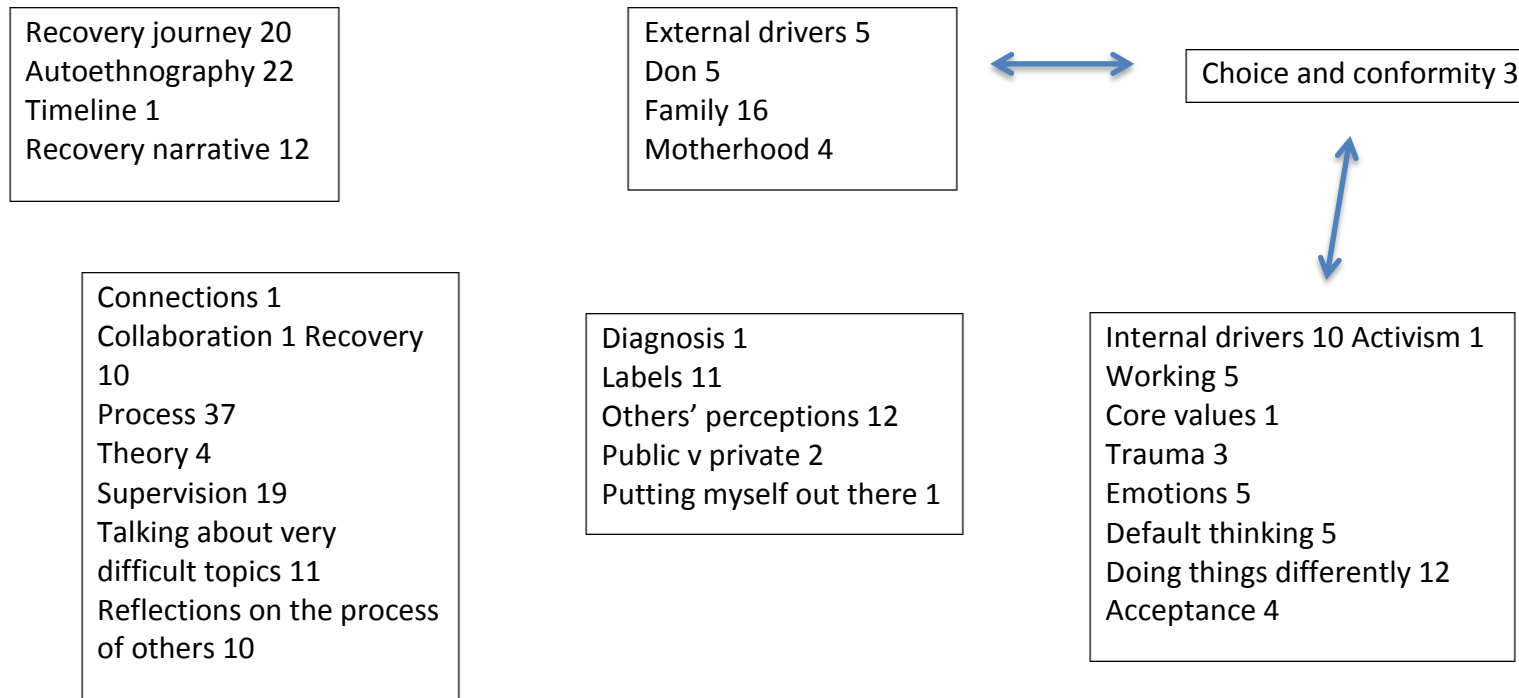 Recovery journey 20
Autoethnography 22
Timeline 1
Recovery narrative 12
External drivers 5
Don 5
Family 16
Motherhood 4
Choice and conformity 3
Connections 1
Collaboration 1 Recovery
10
Process 37
Theory 4
Supervision 19
Talking about very
difficult topics 11
Reflections on the process
of others 10
Diagnosis 1
Labels 11
Others’ perceptions 12
Public v private 2
Putting myself out there 1
Internal drivers 10 Activism 1
Working 5
Core values 1
Trauma 3
Emotions 5
Default thinking 5
Doing things differently 12
Acceptance 4